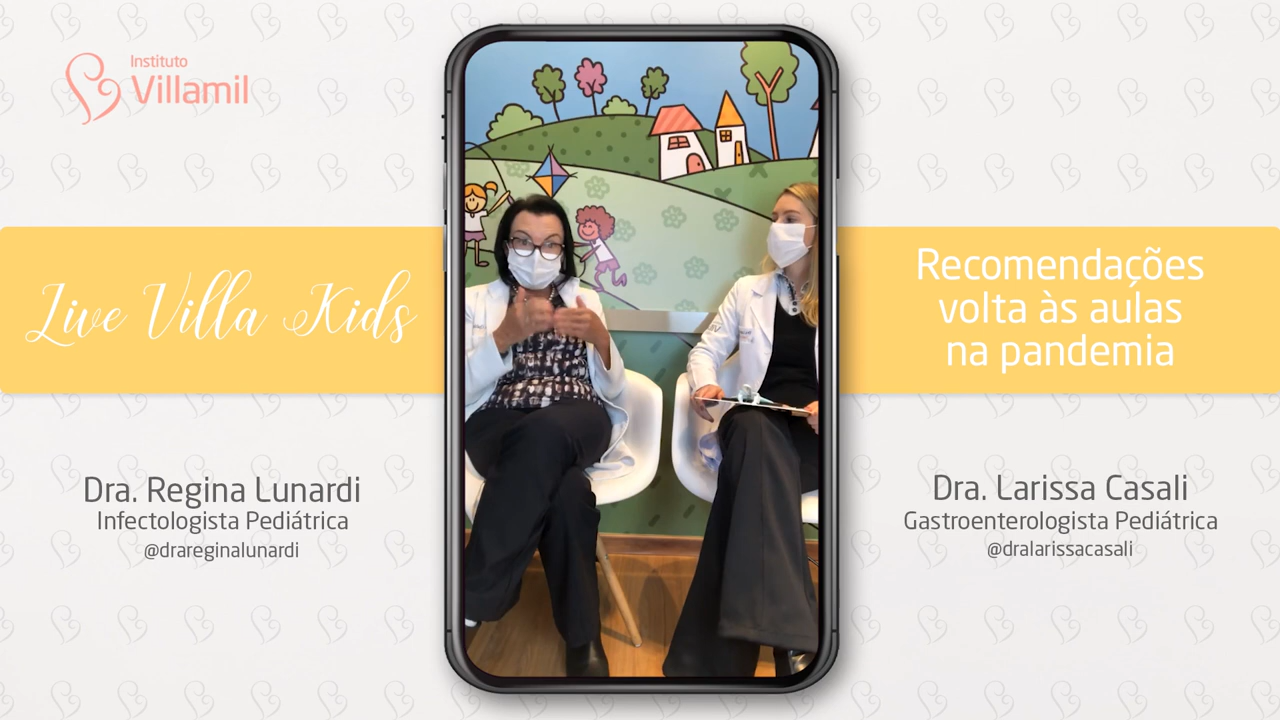 Instituto
Villamil
Live Villa Kids
Recomendações
volta às aulas
na pandemia
Dra. Regina Lunardi
Infectologista Pediátrica
@drareginalunardi
Dra. Larissa Casali
Gastroenterologista Pediátrica
@dralarissacasali